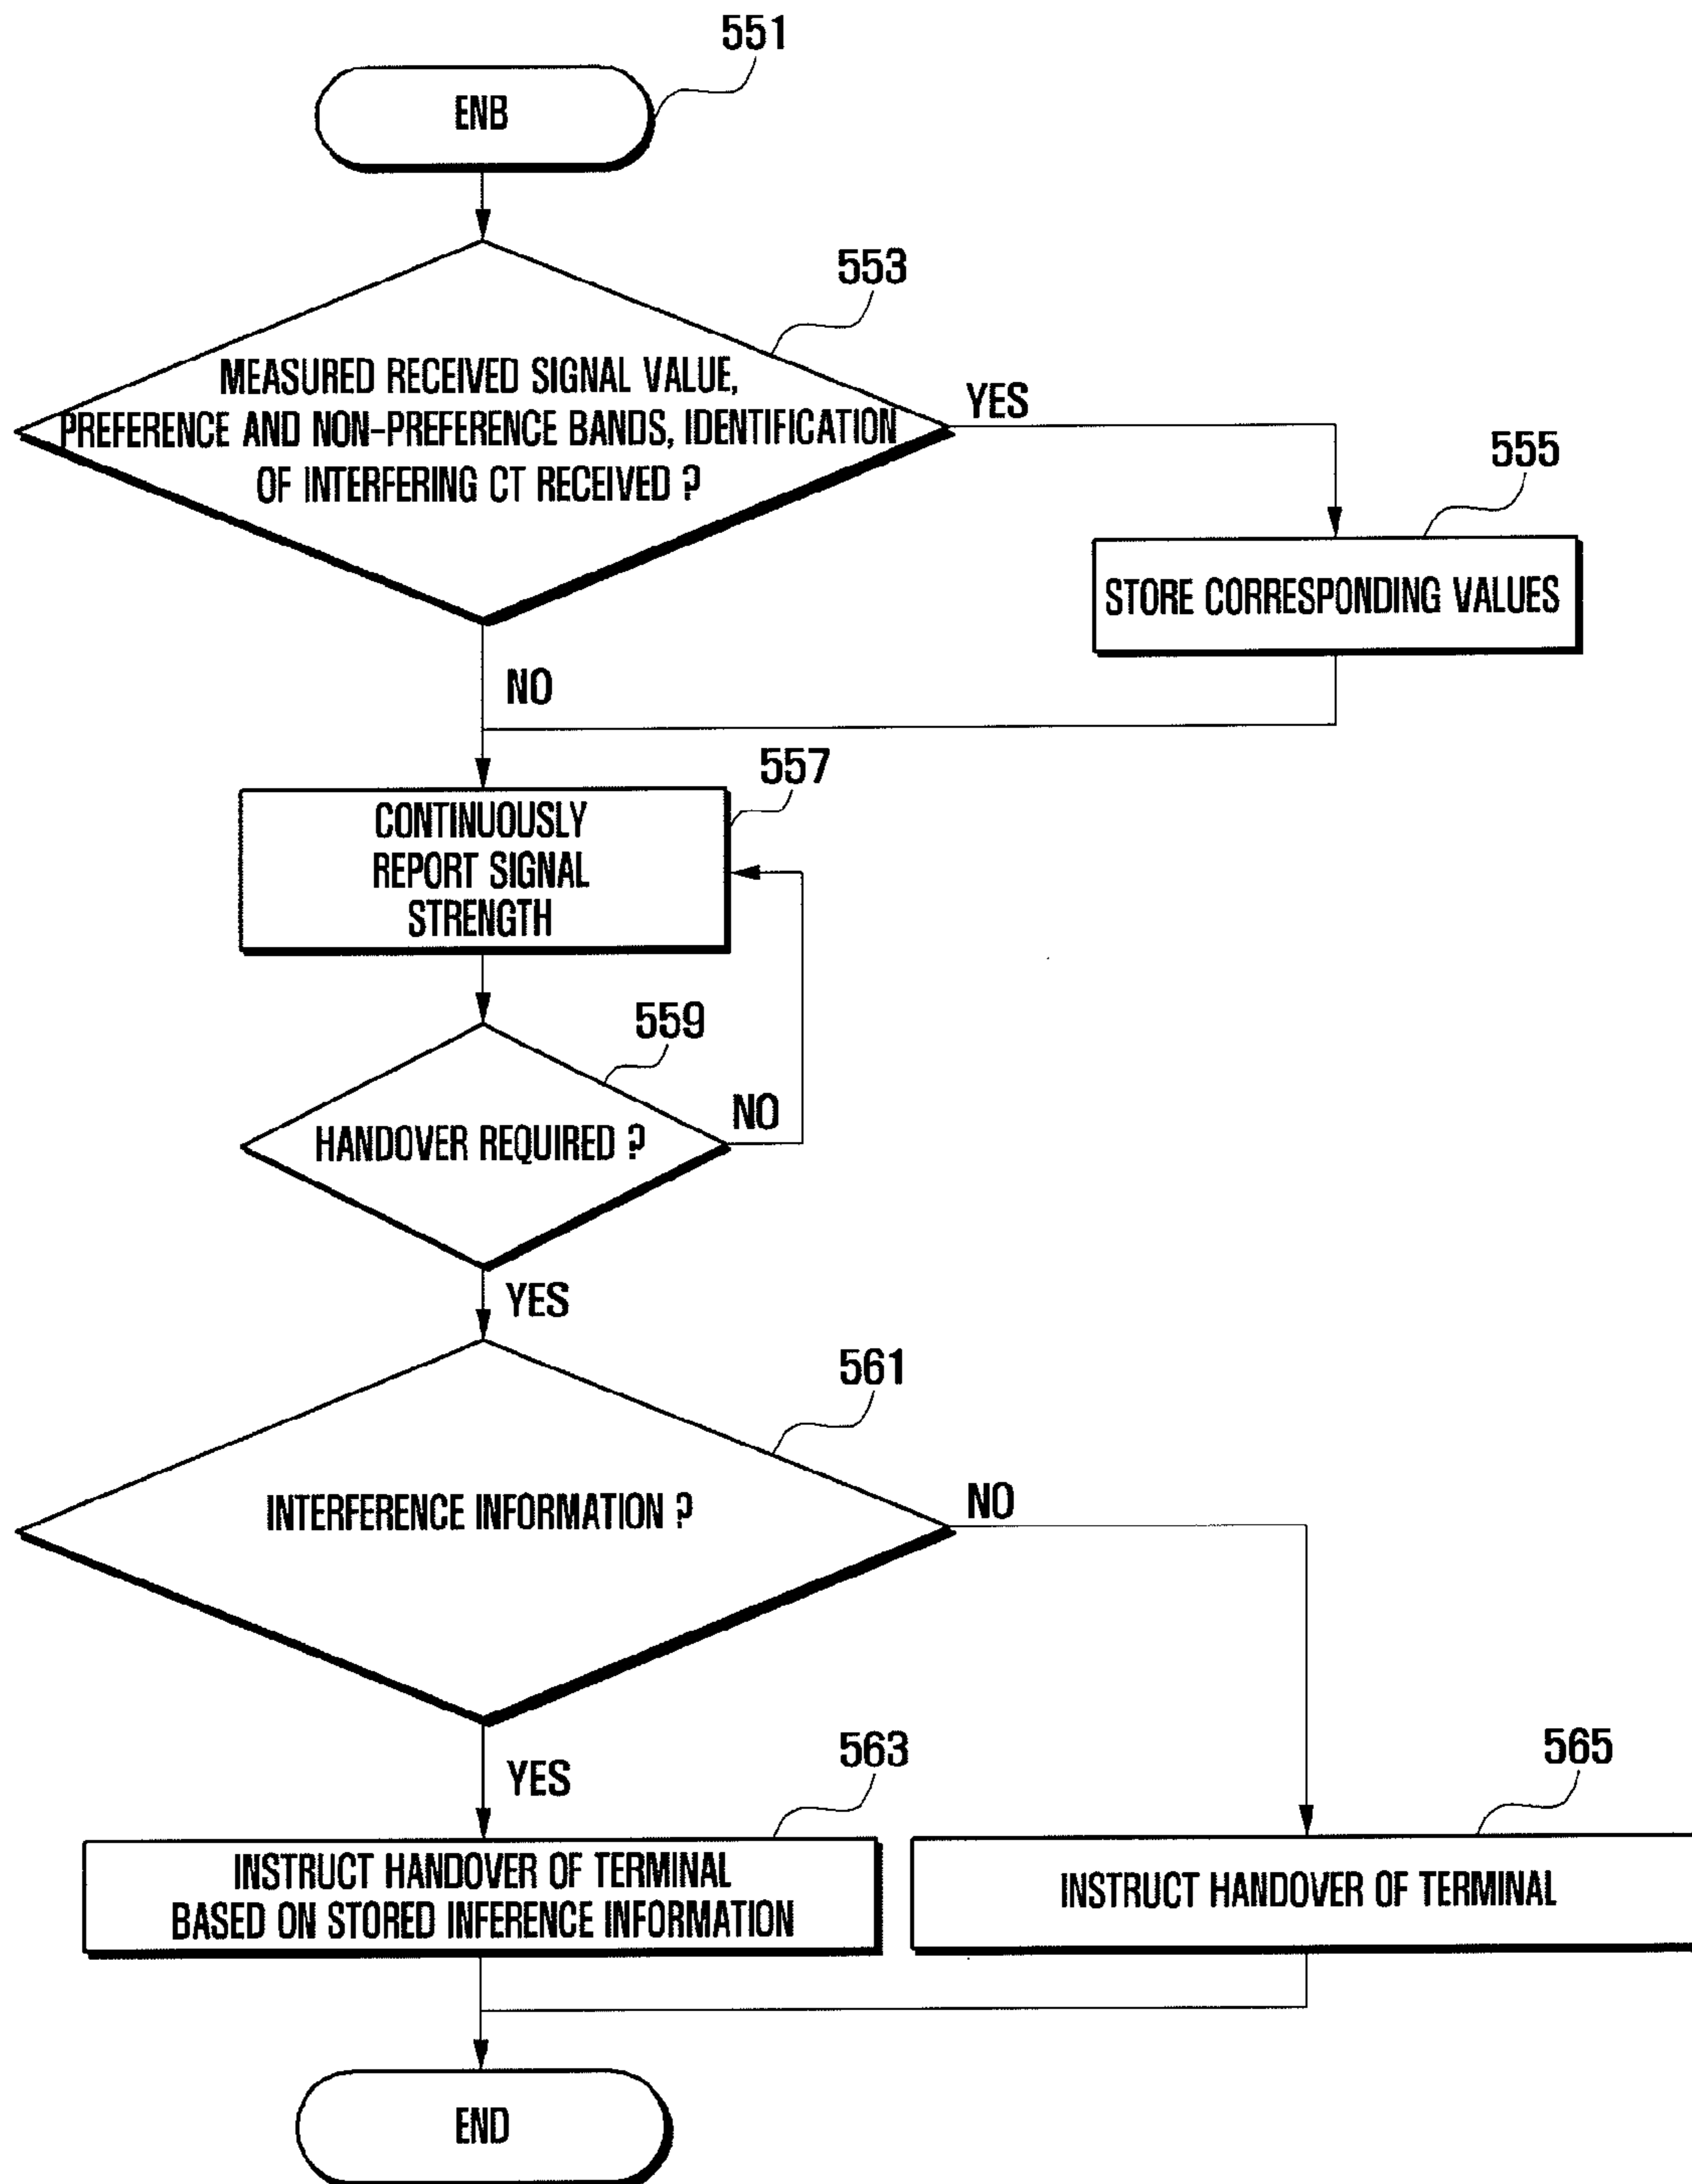 551
ENB
553
MEASURED RECEIVED SIGNAL VALUE,
PREFERENCE AND NON-PREFERENCE BANDS, IDENTIFICATION
OF INTERFERING CT RECEIVED ?
YES
555
STORE CORRESPONDING VALUES
NO
557
CONTINUOUSLY
REPORT SIGNAL
STRENGTH
559
HANDOVER REQUIRED ?
NO
YES
561
INTERFERENCE INFORMATION ?
NO
YES
563
INSTRUCT HANDOVER OF TERMINAL
BASED ON STORED INFERENCE INFORMATION
565
INSTRUCT HANDOVER OF TERMINAL
END